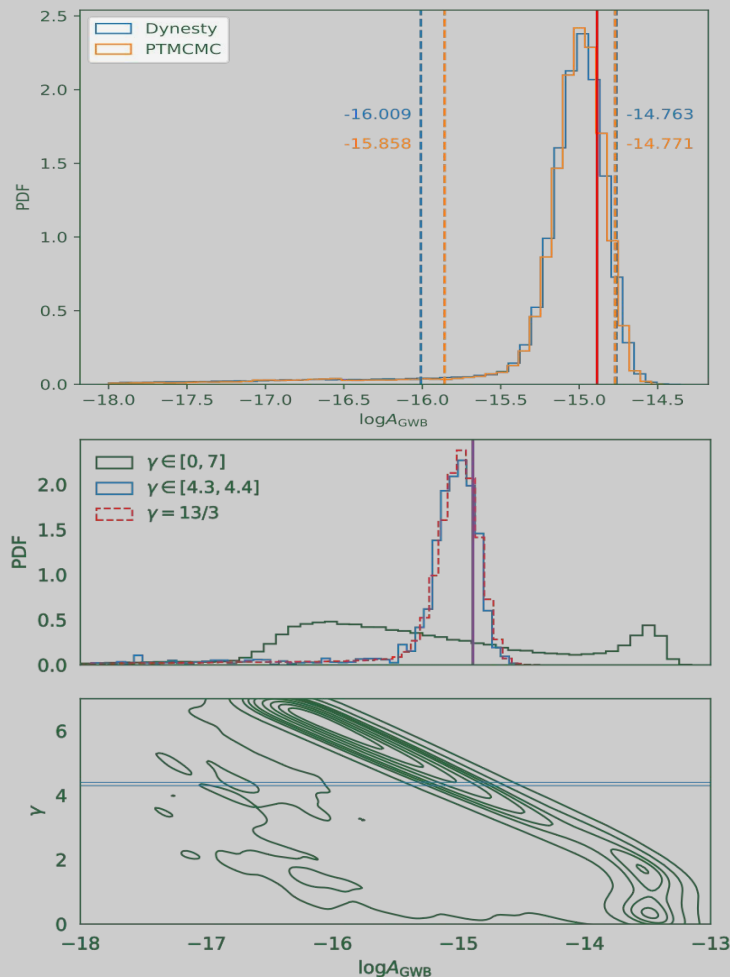 Dynesty
PTMCMC
2.5
2.0
1.5
1.0
0.5
0.0
PDF
-16.009
-15.858
-14.763
-14.771
−18.0 −17.0 −16.5 −16.0 −15.5 −15.0 −14.5
logA_GWB
γ ∈ [0, 7]
γ ∈ [4.3, 4.4]
γ = 13/3
2.0
1.5
1.0
0.5
0.0
PDF
6
4
2
0
γ
−18 −17 −16 −15 −14 −13
logA_GWB